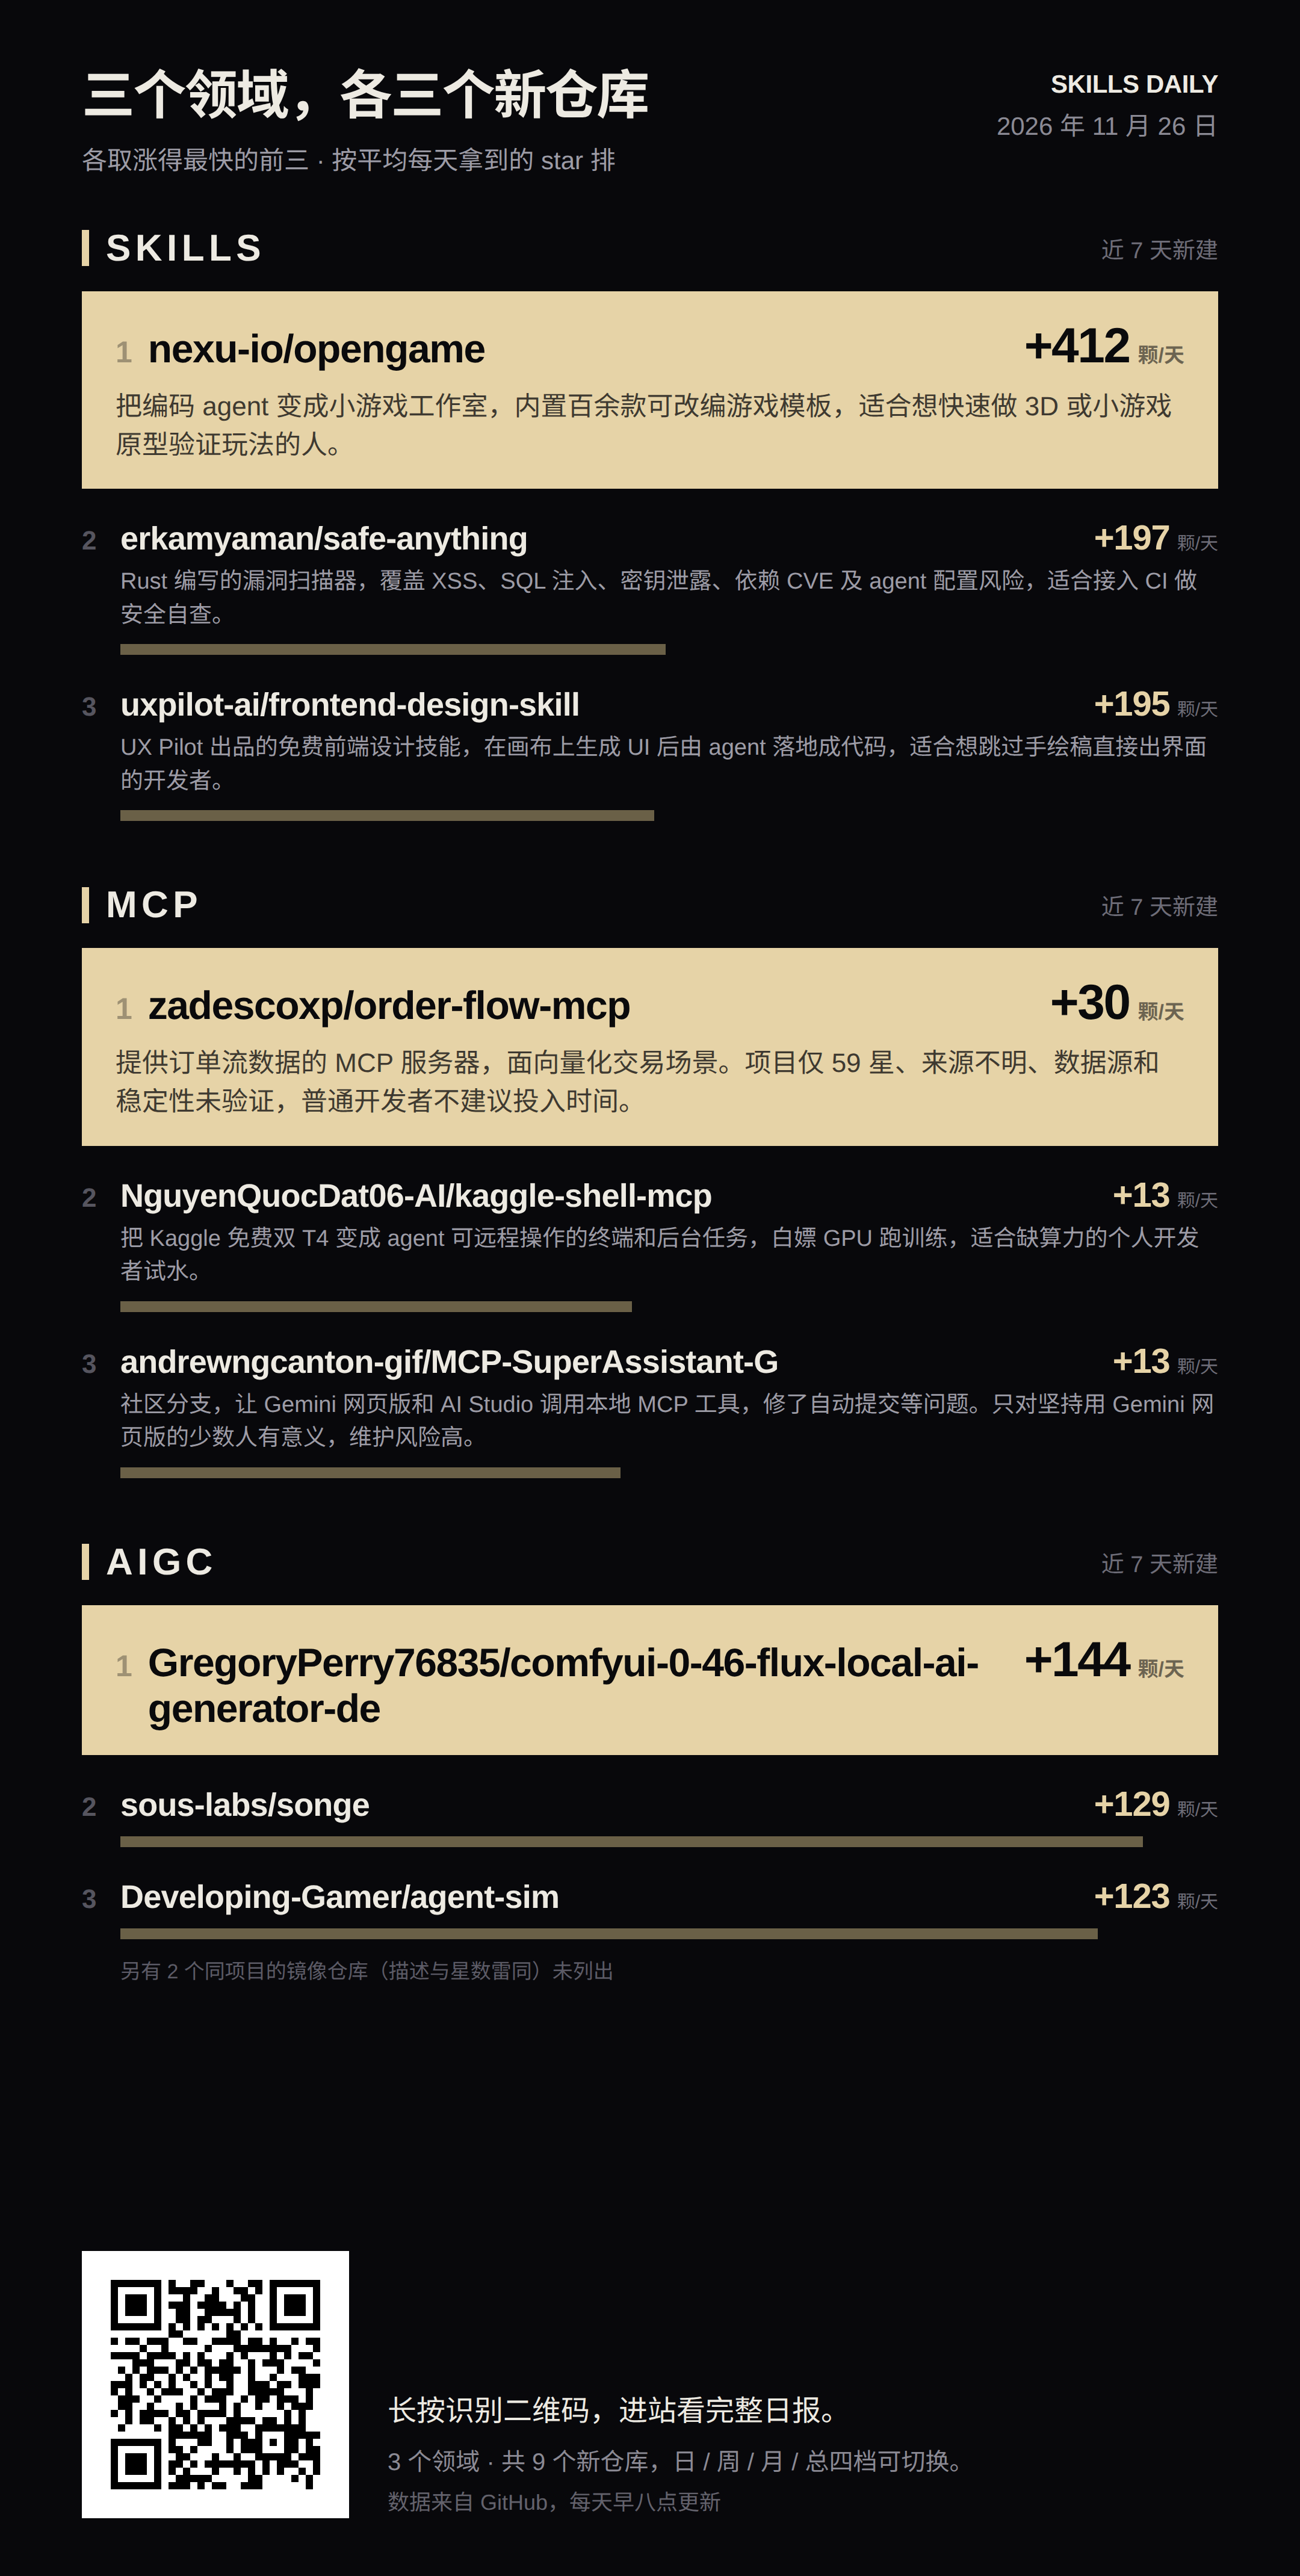 三个领域，各三个新仓库
SKILLS DAILY
2026 年 11 月 26 日
各取涨得最快的前三 · 按平均每天拿到的 star 排
SKILLS
近 7 天新建
1 nexu-io/opengame +412 颗/天
把编码 agent 变成小游戏工作室，内置百余款可改编游戏模板，适合想快速做 3D 或小游戏
原型验证玩法的人。
2 erkamyaman/safe-anything +197 颗/天
Rust 编写的漏洞扫描器，覆盖 XSS、SQL 注入、密钥泄露、依赖 CVE 及 agent 配置风险，适合接入 CI 做
安全自查。
3 uxpilot-ai/frontend-design-skill +195 颗/天
UX Pilot 出品的免费前端设计技能，在画布上生成 UI 后由 agent 落地成代码，适合想跳过手绘稿直接出界面
的开发者。
MCP
近 7 天新建
1 zadescoxp/order-flow-mcp +30 颗/天
提供订单流数据的 MCP 服务器，面向量化交易场景。项目仅 59 星、来源不明、数据源和
稳定性未验证，普通开发者不建议投入时间。
2 NguyenQuocDat06-AI/kaggle-shell-mcp +13 颗/天
把 Kaggle 免费双 T4 变成 agent 可远程操作的终端和后台任务，白嫖 GPU 跑训练，适合缺算力的个人开发
者试水。
3 andrewngcanton-gif/MCP-SuperAssistant-G +13 颗/天
社区分支，让 Gemini 网页版和 AI Studio 调用本地 MCP 工具，修了自动提交等问题。只对坚持用 Gemini 网
页版的少数人有意义，维护风险高。
AIGC
近 7 天新建
1 GregoryPerry76835/comfyui-0-46-flux-local-ai- +144 颗/天
generator-de
2 sous-labs/songe +129 颗/天
3 Developing-Gamer/agent-sim +123 颗/天
另有 2 个同项目的镜像仓库（描述与星数雷同）未列出
长按识别二维码，进站看完整日报。
3 个领域 · 共 9 个新仓库，日 / 周 / 月 / 总四档可切换。
数据来自 GitHub，每天早八点更新